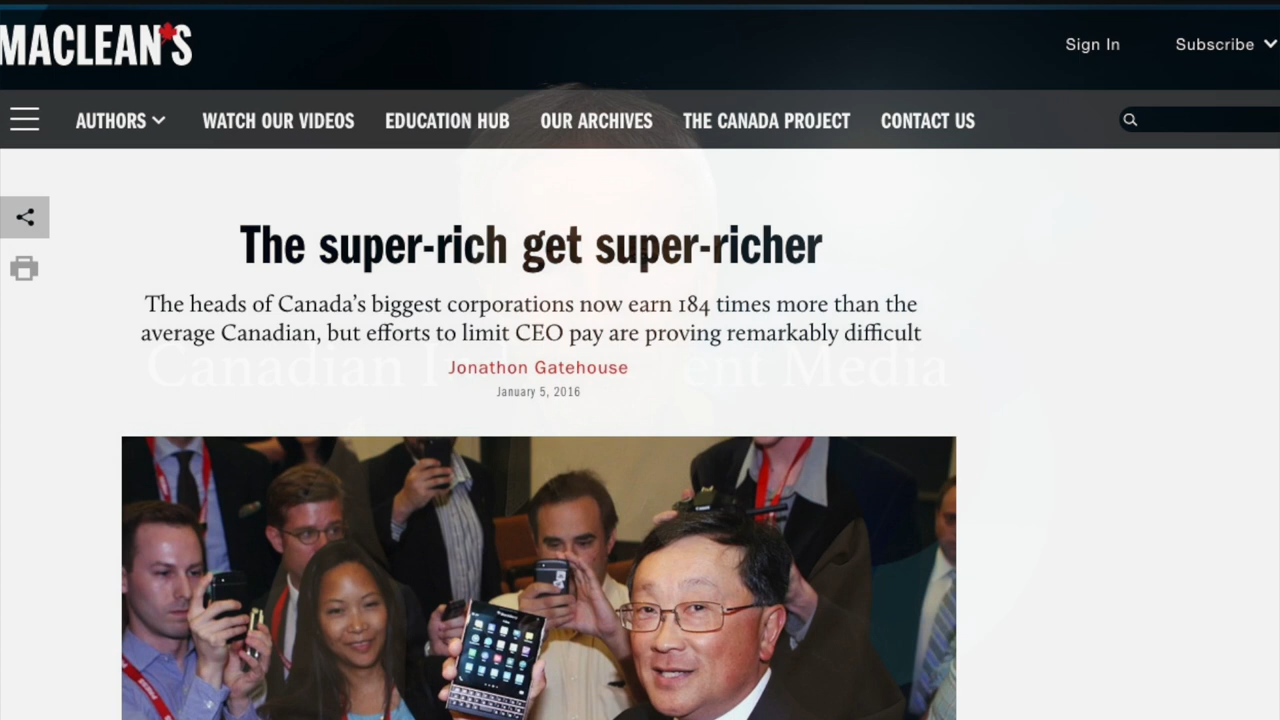 MACLEAN'S
Sign In
Subscribe
AUTHORS
WATCH OUR VIDEOS
EDUCATION HUB
OUR ARCHIVES
THE CANADA PROJECT
CONTACT US
The super-rich get super-richer
The heads of Canada's biggest corporations now earn 184 times more than the
average Canadian, but efforts to limit CEO pay are proving remarkably difficult
Canadian Media
Jonathon Gatehouse
January 5, 2016